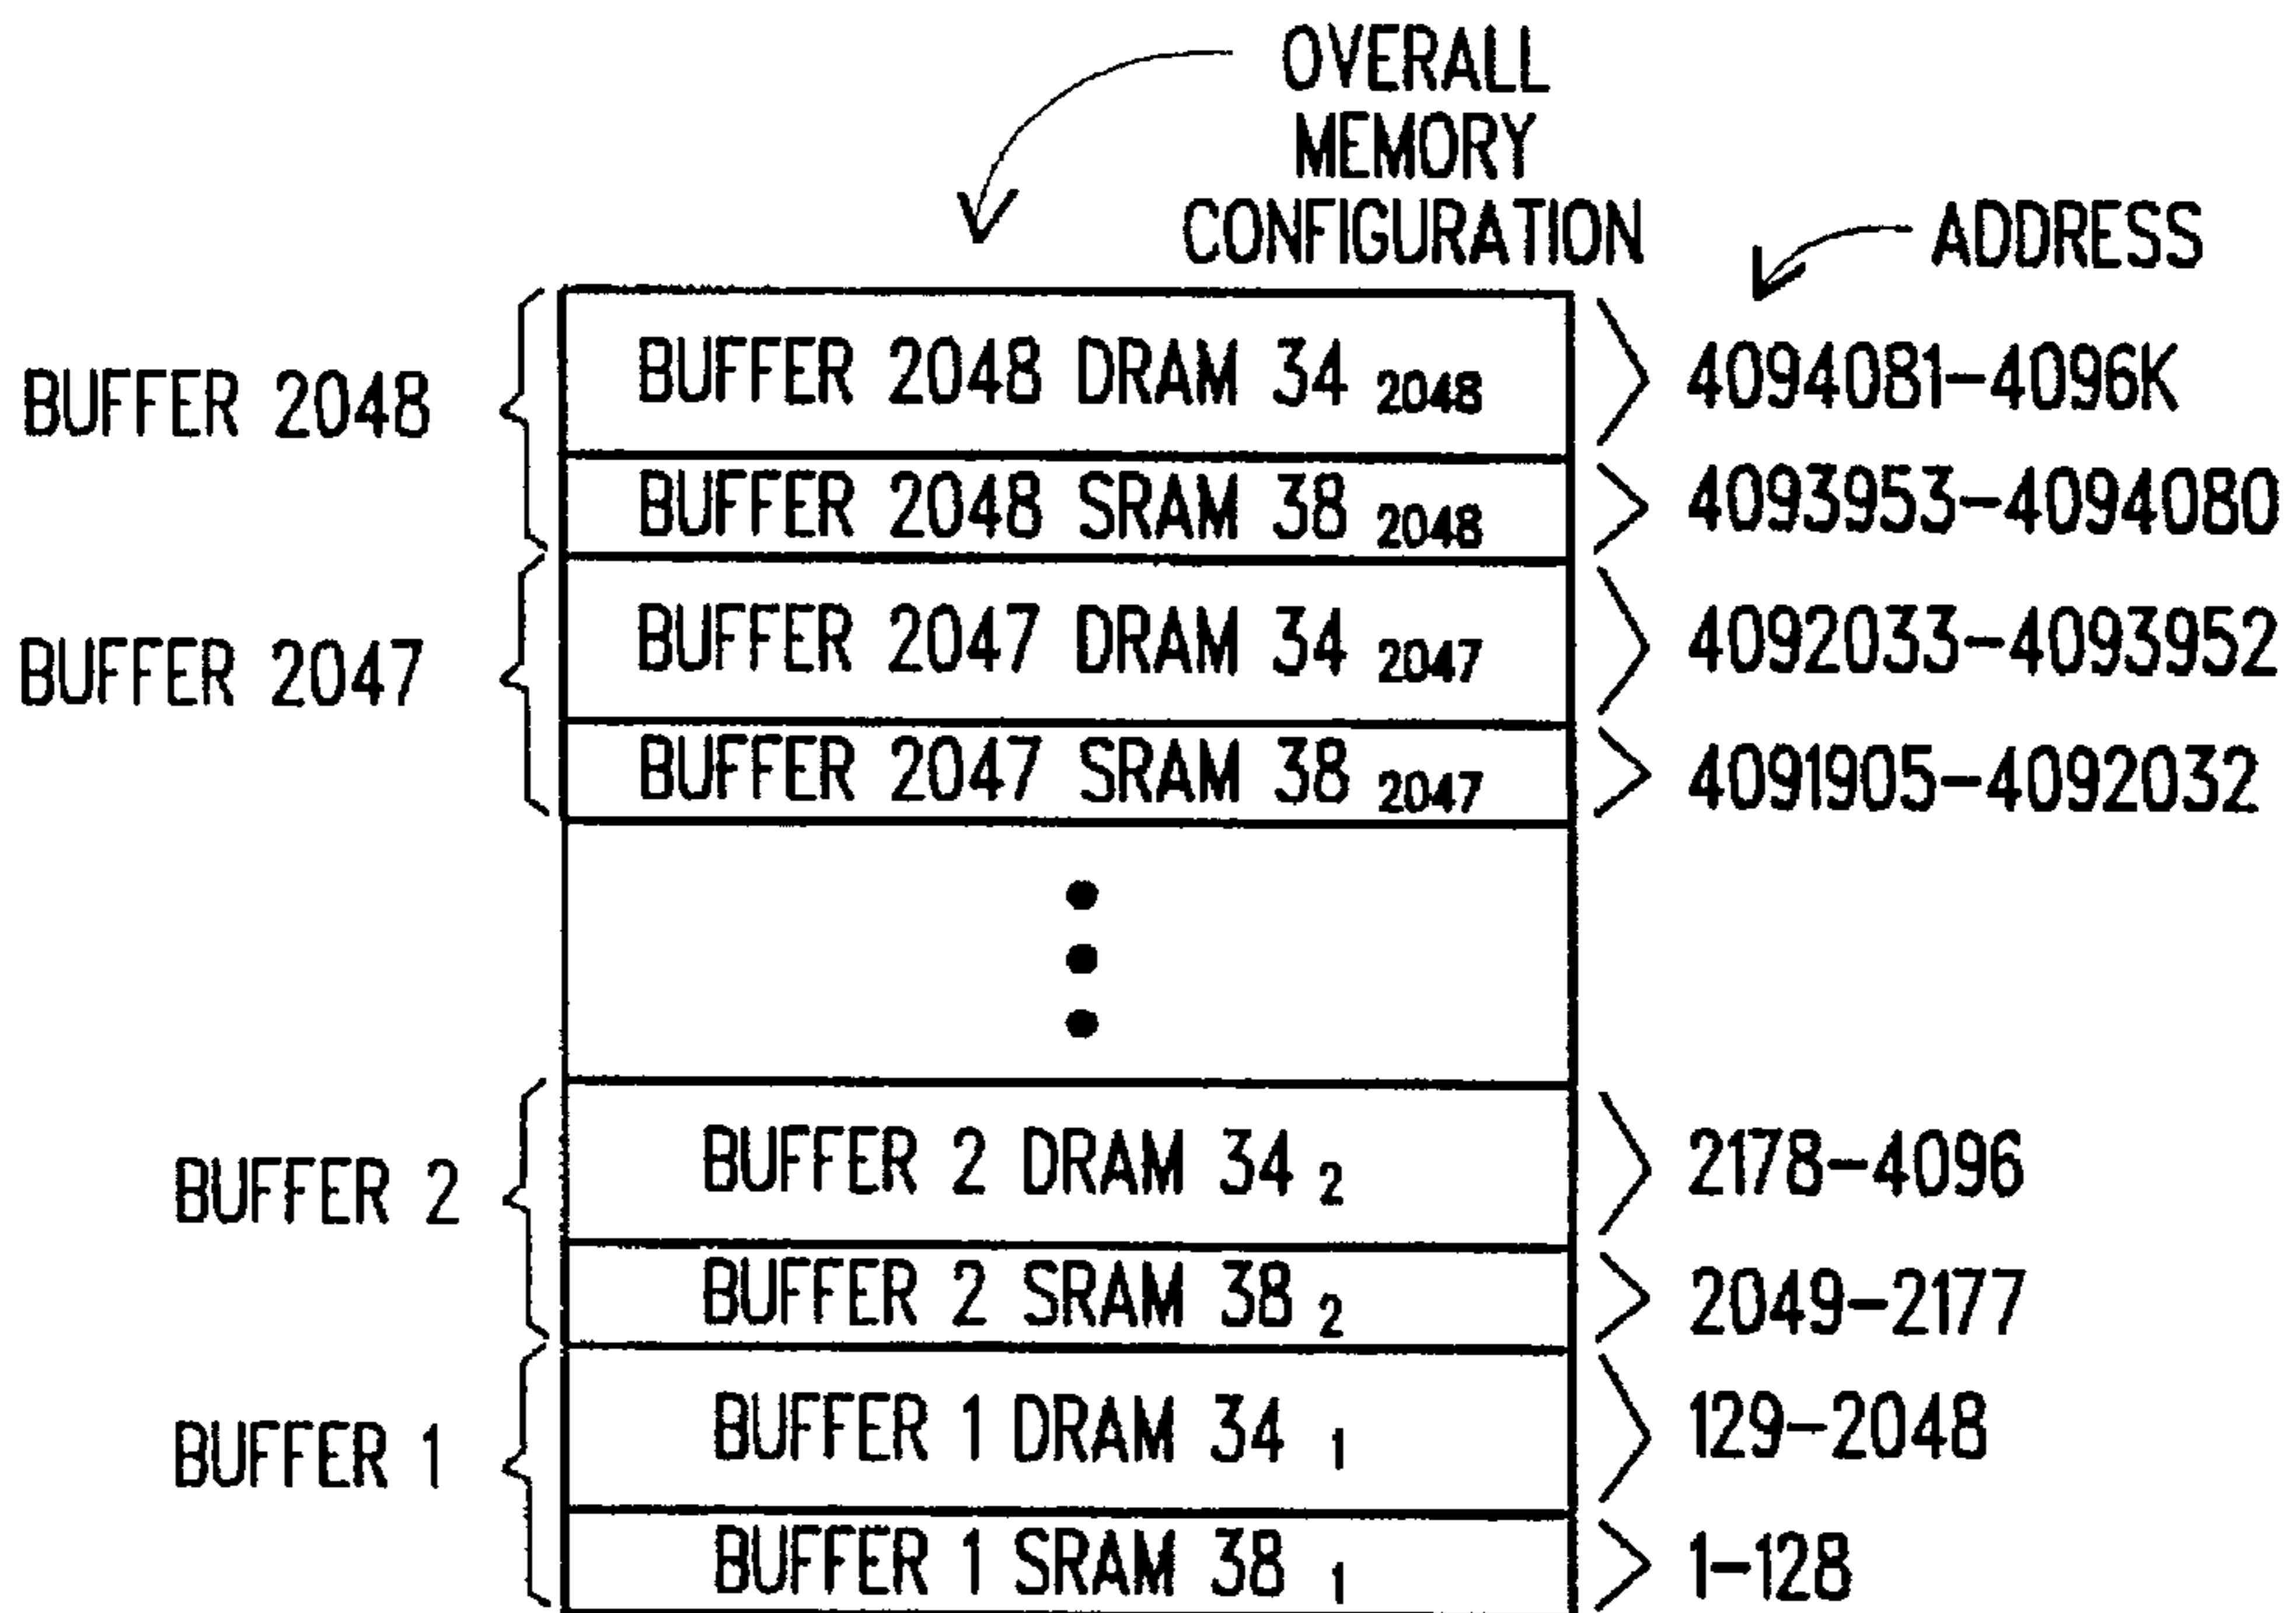 OVERALL
MEMORY
CONFIGURATION
ADDRESS
BUFFER 2048
BUFFER 2048 DRAM 34 2048
4094081-4096K
BUFFER 2048 SRAM 38 2048
4093953-4094080
BUFFER 2047
BUFFER 2047 DRAM 34 2047
4092033-4093952
BUFFER 2047 SRAM 38 2047
4091905-4092032
BUFFER 2
BUFFER 2 DRAM 34 2
2178-4096
BUFFER 2 SRAM 38 2
2049-2177
BUFFER 1
BUFFER 1 DRAM 34 1
129-2048
BUFFER 1 SRAM 38 1
1-128